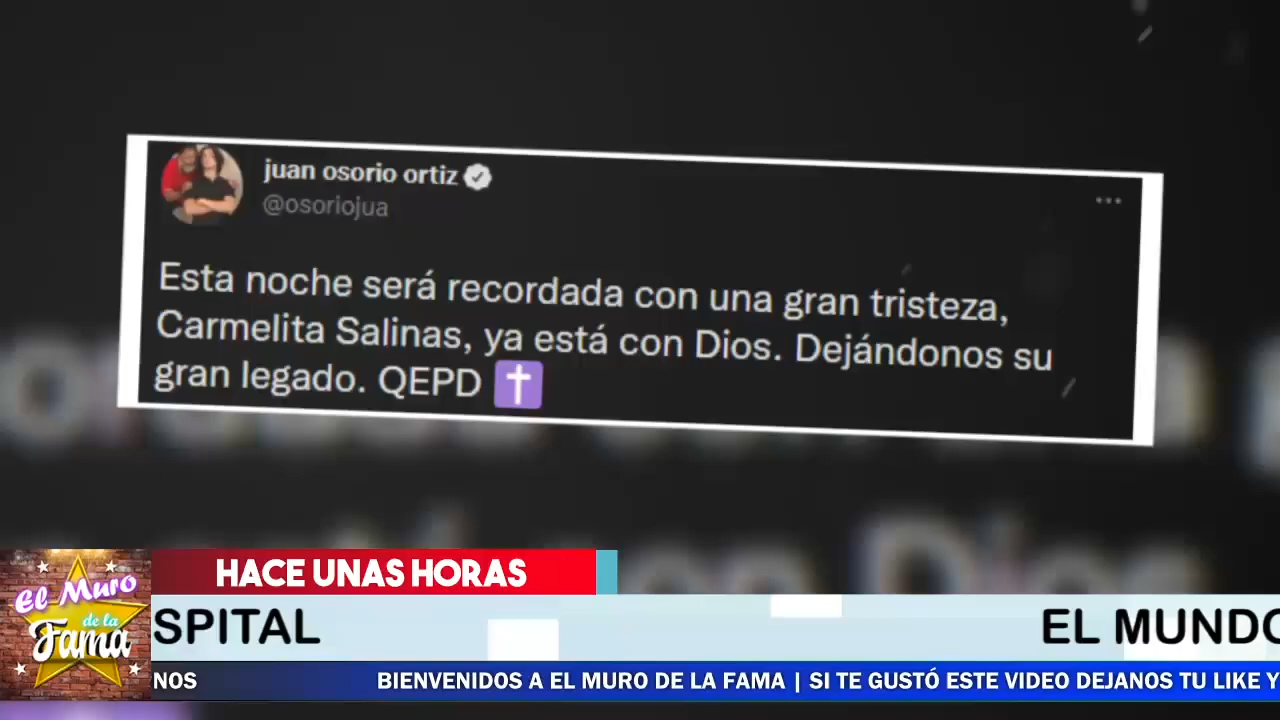 juan osorio ortiz
@osoriojua
Esta noche será recordada con una gran tristeza,
Carmelita Salinas, ya está con Dios. Dejándonos su
gran legado. QEPD
HACE UNAS HORAS
El Muro
de la
Fama
SPITAL EL MUNDO
NOS BIENVENIDOS A EL MURO DE LA FAMA | SI TE GUSTÓ ESTE VIDEO DEJANOS TU LIKE Y